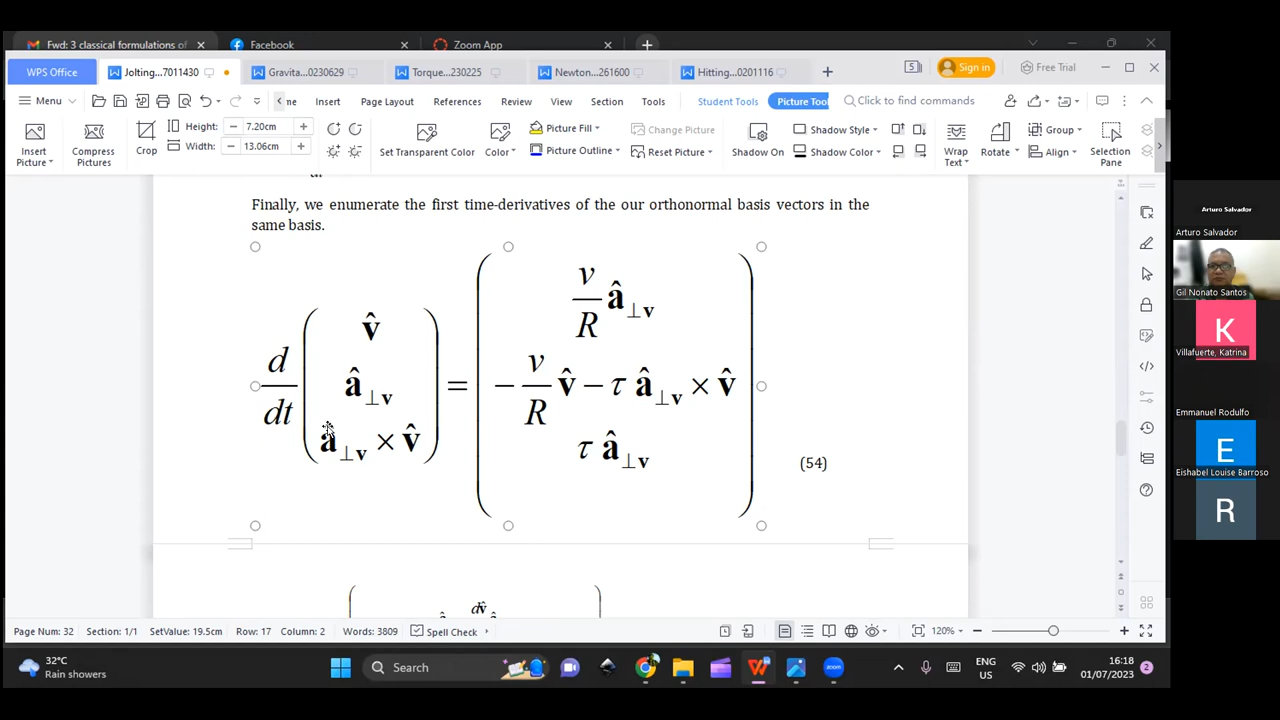 Fwd: 3 classical formulations of
Facebook
Zoom App
WPS Office
Jolting...7011430
Gravita...0230629
Torque...230225
Newton...261600
Hitting...0201116
Sign in
Free Trial
Menu
me
Insert
Page Layout
References
Review
View
Section
Tools
Student Tools
Picture Tool
Click to find commands
Insert Picture
Compress Pictures
Crop
Height: 7.20cm
Width: 13.06cm
Set Transparent Color
Color
Picture Fill
Picture Outline
Change Picture
Reset Picture
Shadow On
Shadow Style
Shadow Color
Wrap Text
Rotate
Group
Align
Selection Pane
Finally, we enumerate the first time-derivatives of the our orthonormal basis vectors in the
same basis.
d/dt ( v̂ ; â⊥v ; â⊥v × v̂ ) = ( v/R â⊥v ; − v/R v̂ − τ â⊥v × v̂ ; τ â⊥v )
(54)
dv̂
Arturo Salvador
Arturo Salvador
Gil Nonato Santos
K
Villafuerte, Katrina
Emmanuel Rodulfo
E
Eishabel Louise Barroso
R
Page Num: 32 Section: 1/1 SetValue: 19.5cm Row: 17 Column: 2 Words: 3809 Spell Check
120%
32°C
Rain showers
Search
ENG
US
16:18
01/07/2023
2